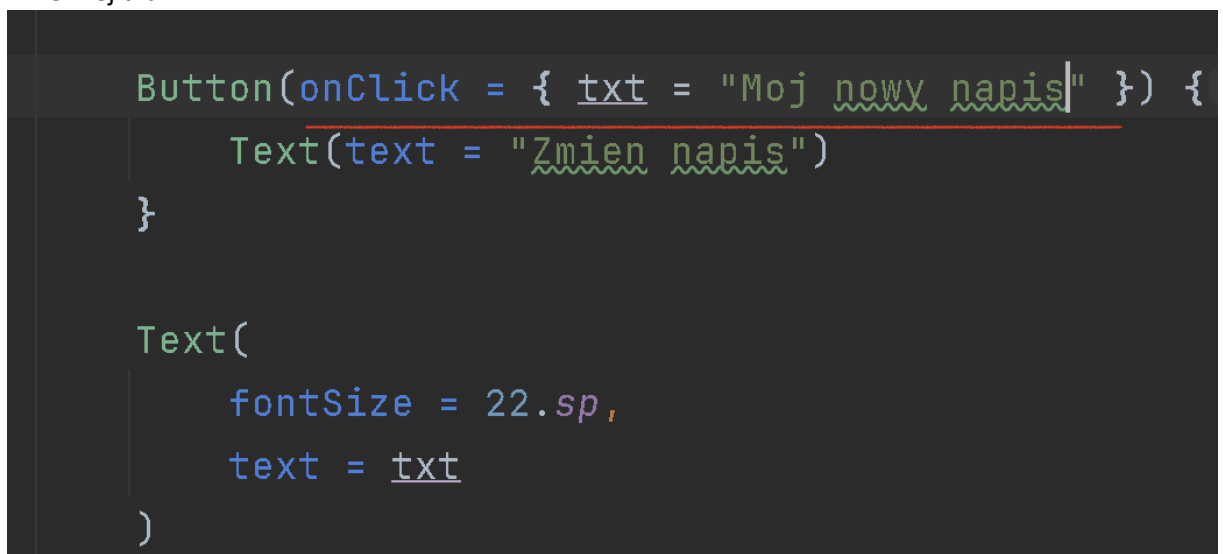 Button(onClick = { txt = "Moj nowy napis" }) {
Text(text = "Zmien napis")
}
Text(
fontSize = 22.sp,
text = txt
)